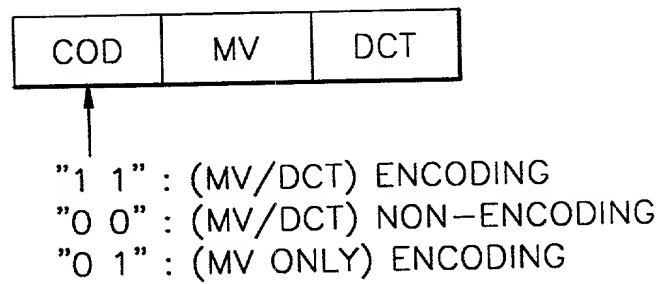 COD MV DCT
"1 1" : (MV/DCT) ENCODING
"0 0" : (MV/DCT) NON-ENCODING
"0 1" : (MV ONLY) ENCODING